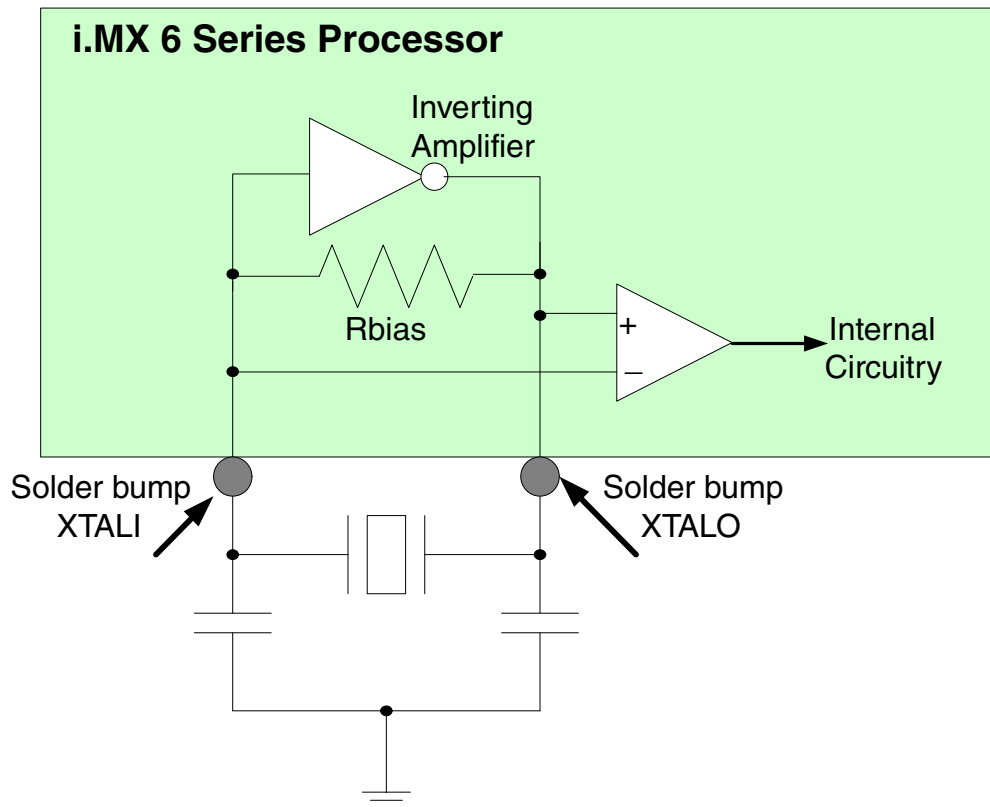 i.MX 6 Series Processor
Inverting
Amplifier
Rbias
+
–
Internal
Circuitry
Solder bump
XTALI
Solder bump
XTALO